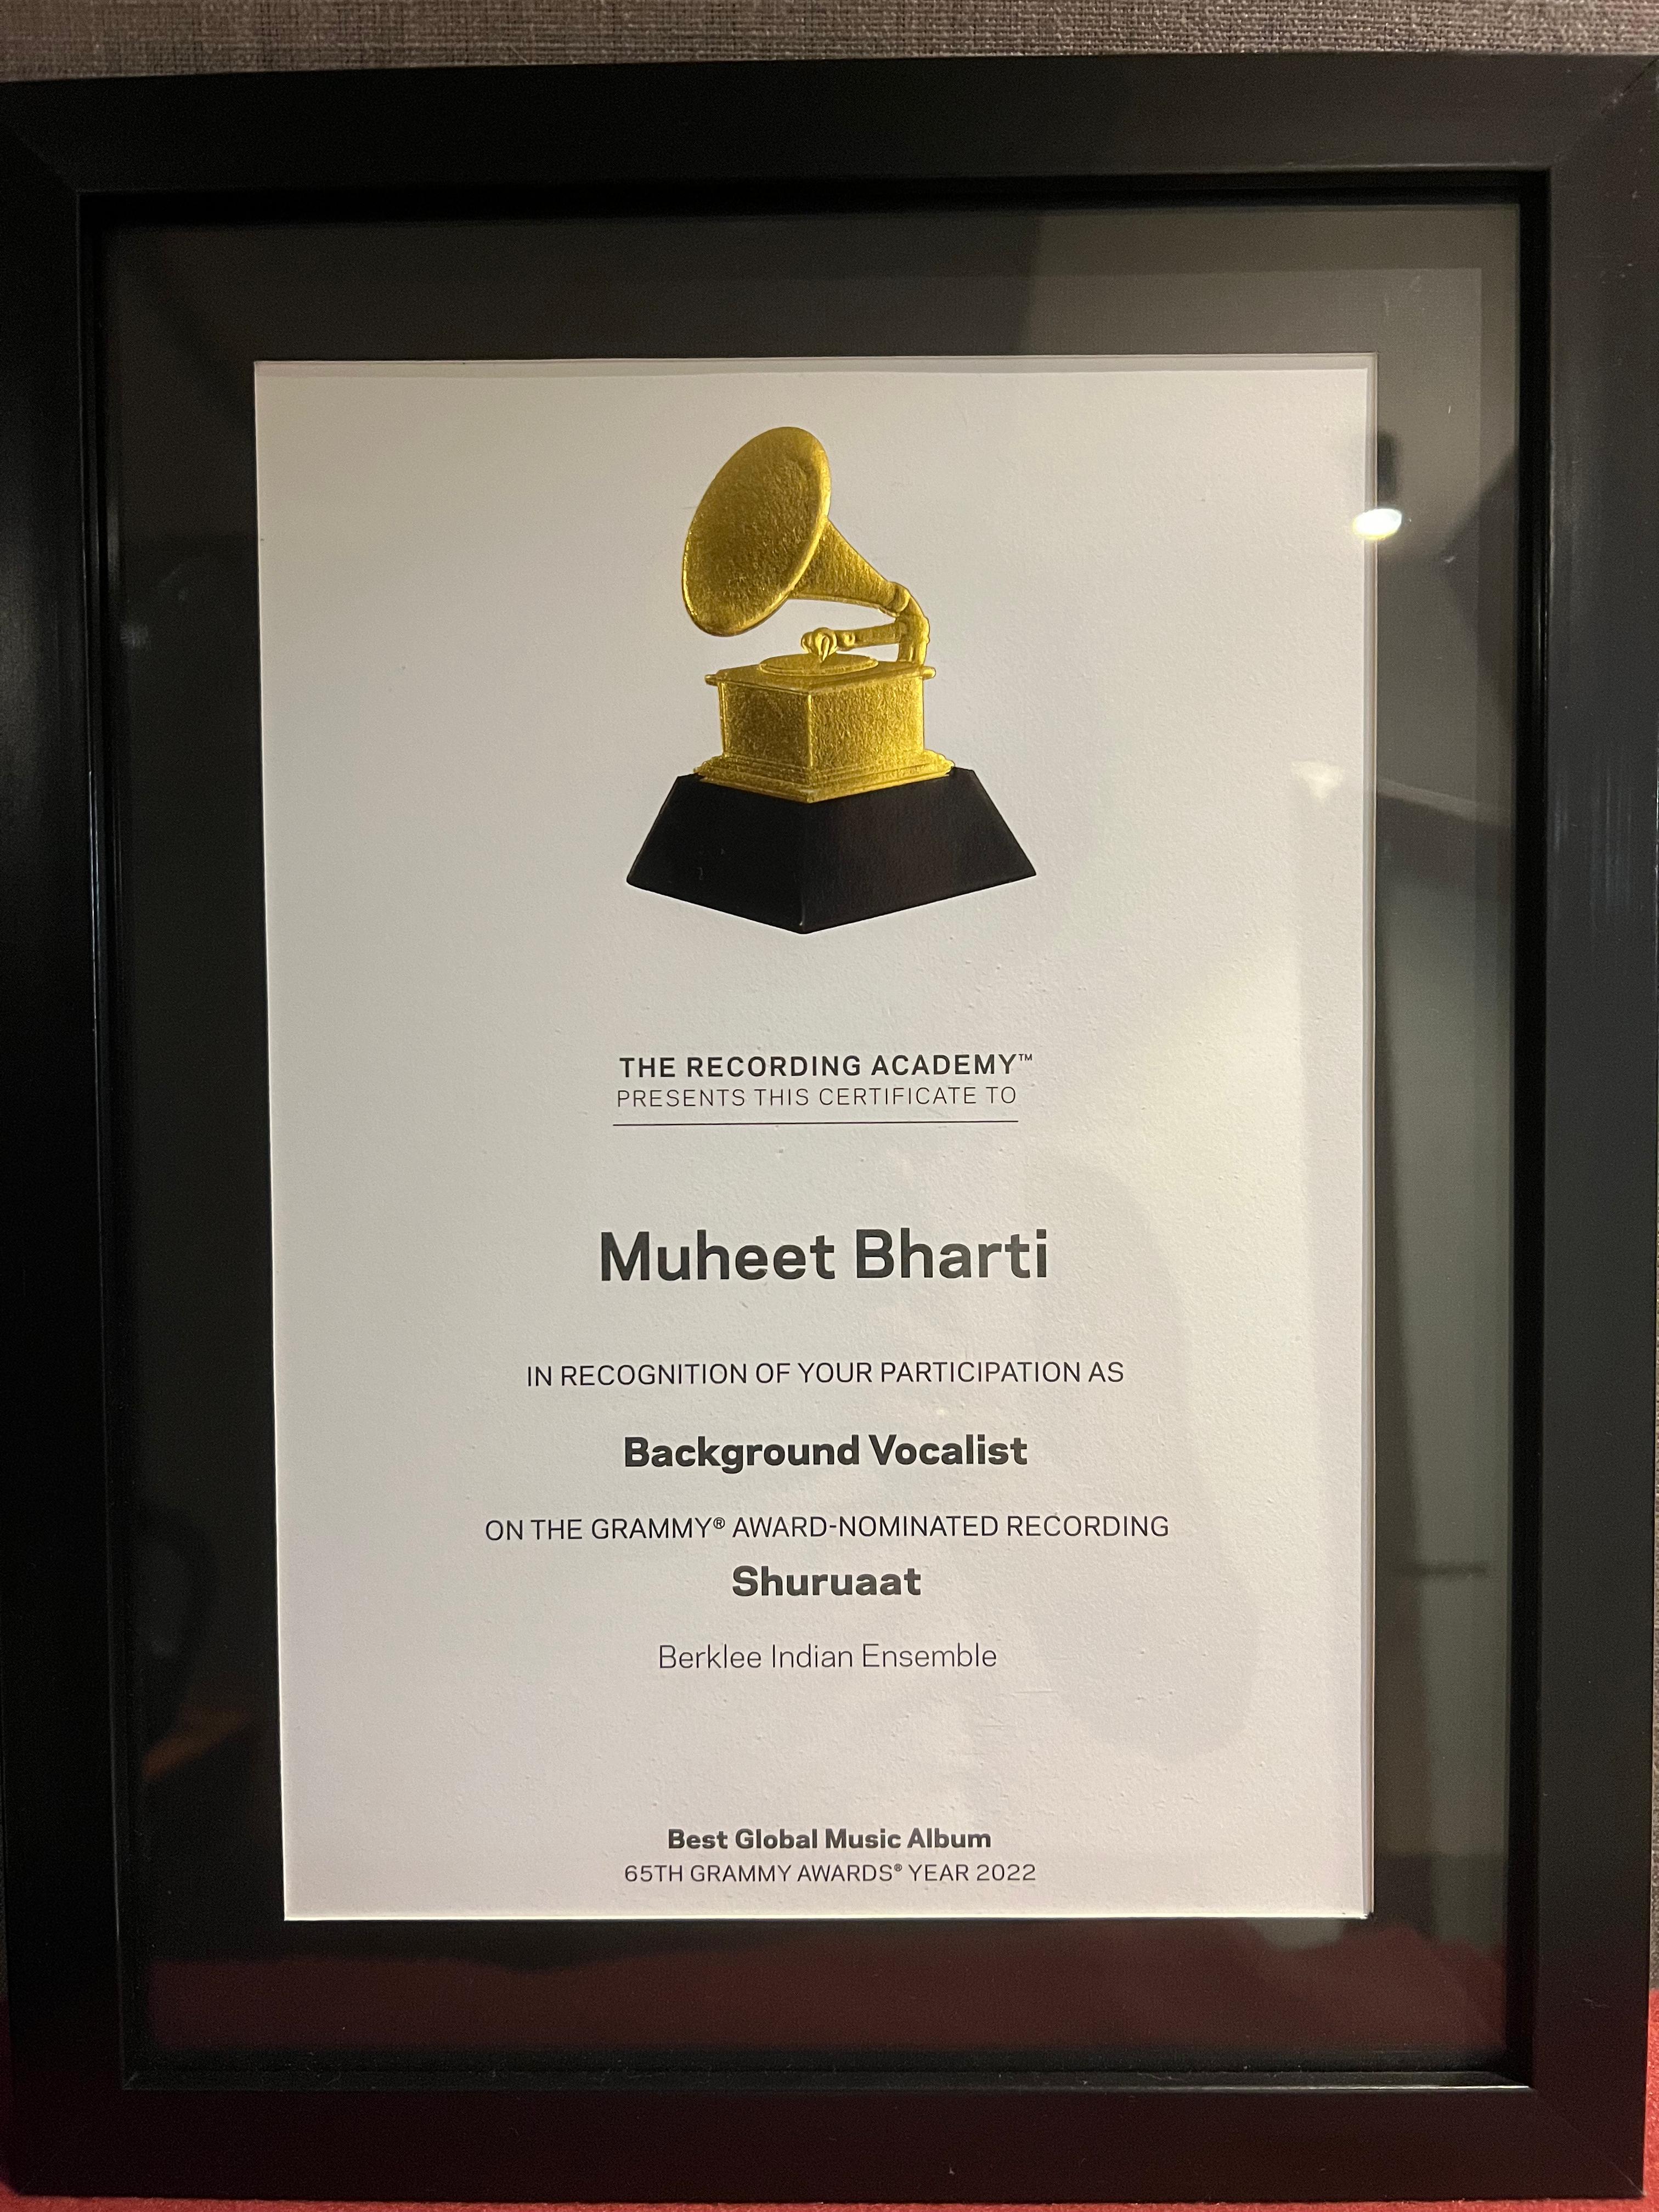 THE RECORDING ACADEMY™
PRESENTS THIS CERTIFICATE TO
Muheet Bharti
IN RECOGNITION OF YOUR PARTICIPATION AS
Background Vocalist
ON THE GRAMMY® AWARD-NOMINATED RECORDING
Shuruaat
Berklee Indian Ensemble
Best Global Music Album
65TH GRAMMY AWARDS® YEAR 2022